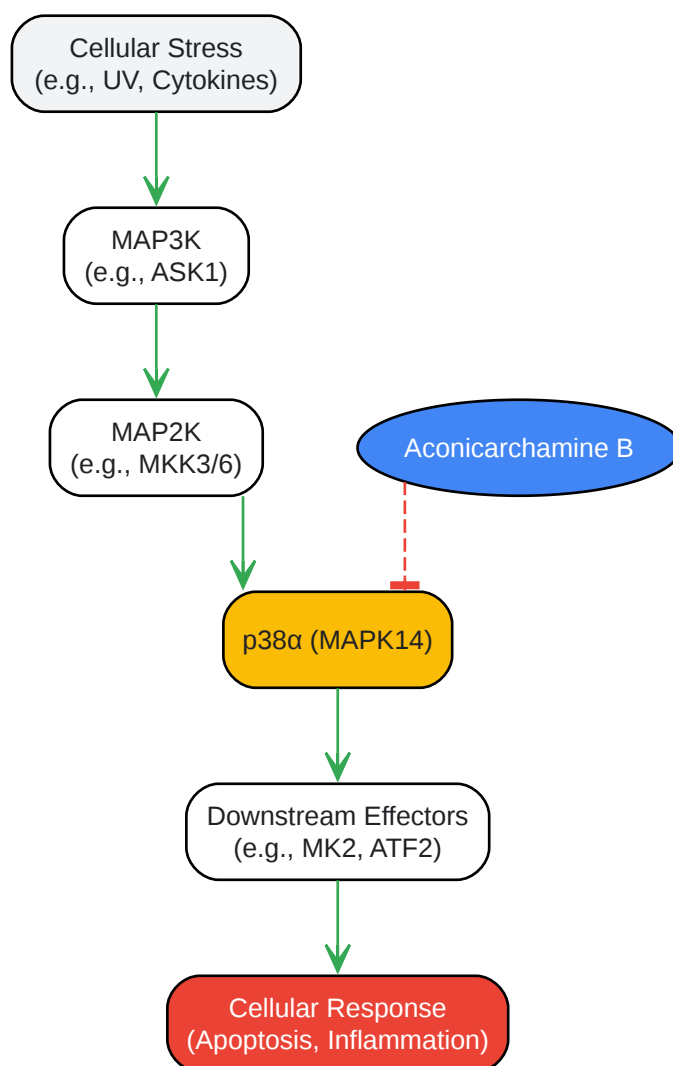 Cellular Stress
(e.g., UV, Cytokines)
MAP3K
(e.g., ASK1)
MAP2K
(e.g., MKK3/6)
Aconicarchamine B
p38α (MAPK14)
Downstream Effectors
(e.g., MK2, ATF2)
Cellular Response
(Apoptosis, Inflammation)